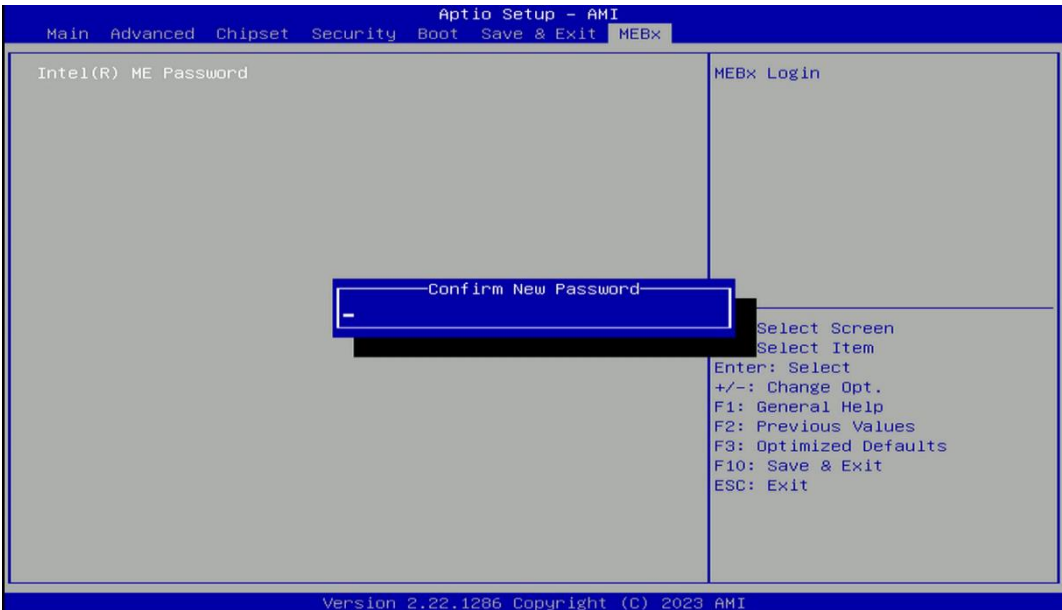 Aptio Setup – AMI
Main Advanced Chipset Security Boot Save & Exit MEBx
Intel(R) ME Password
MEBx Login
Confirm New Password
Select Screen
Select Item
Enter: Select
+/-: Change Opt.
F1: General Help
F2: Previous Values
F3: Optimized Defaults
F10: Save & Exit
ESC: Exit
Version 2.22.1286 Copyright (C) 2023 AMI